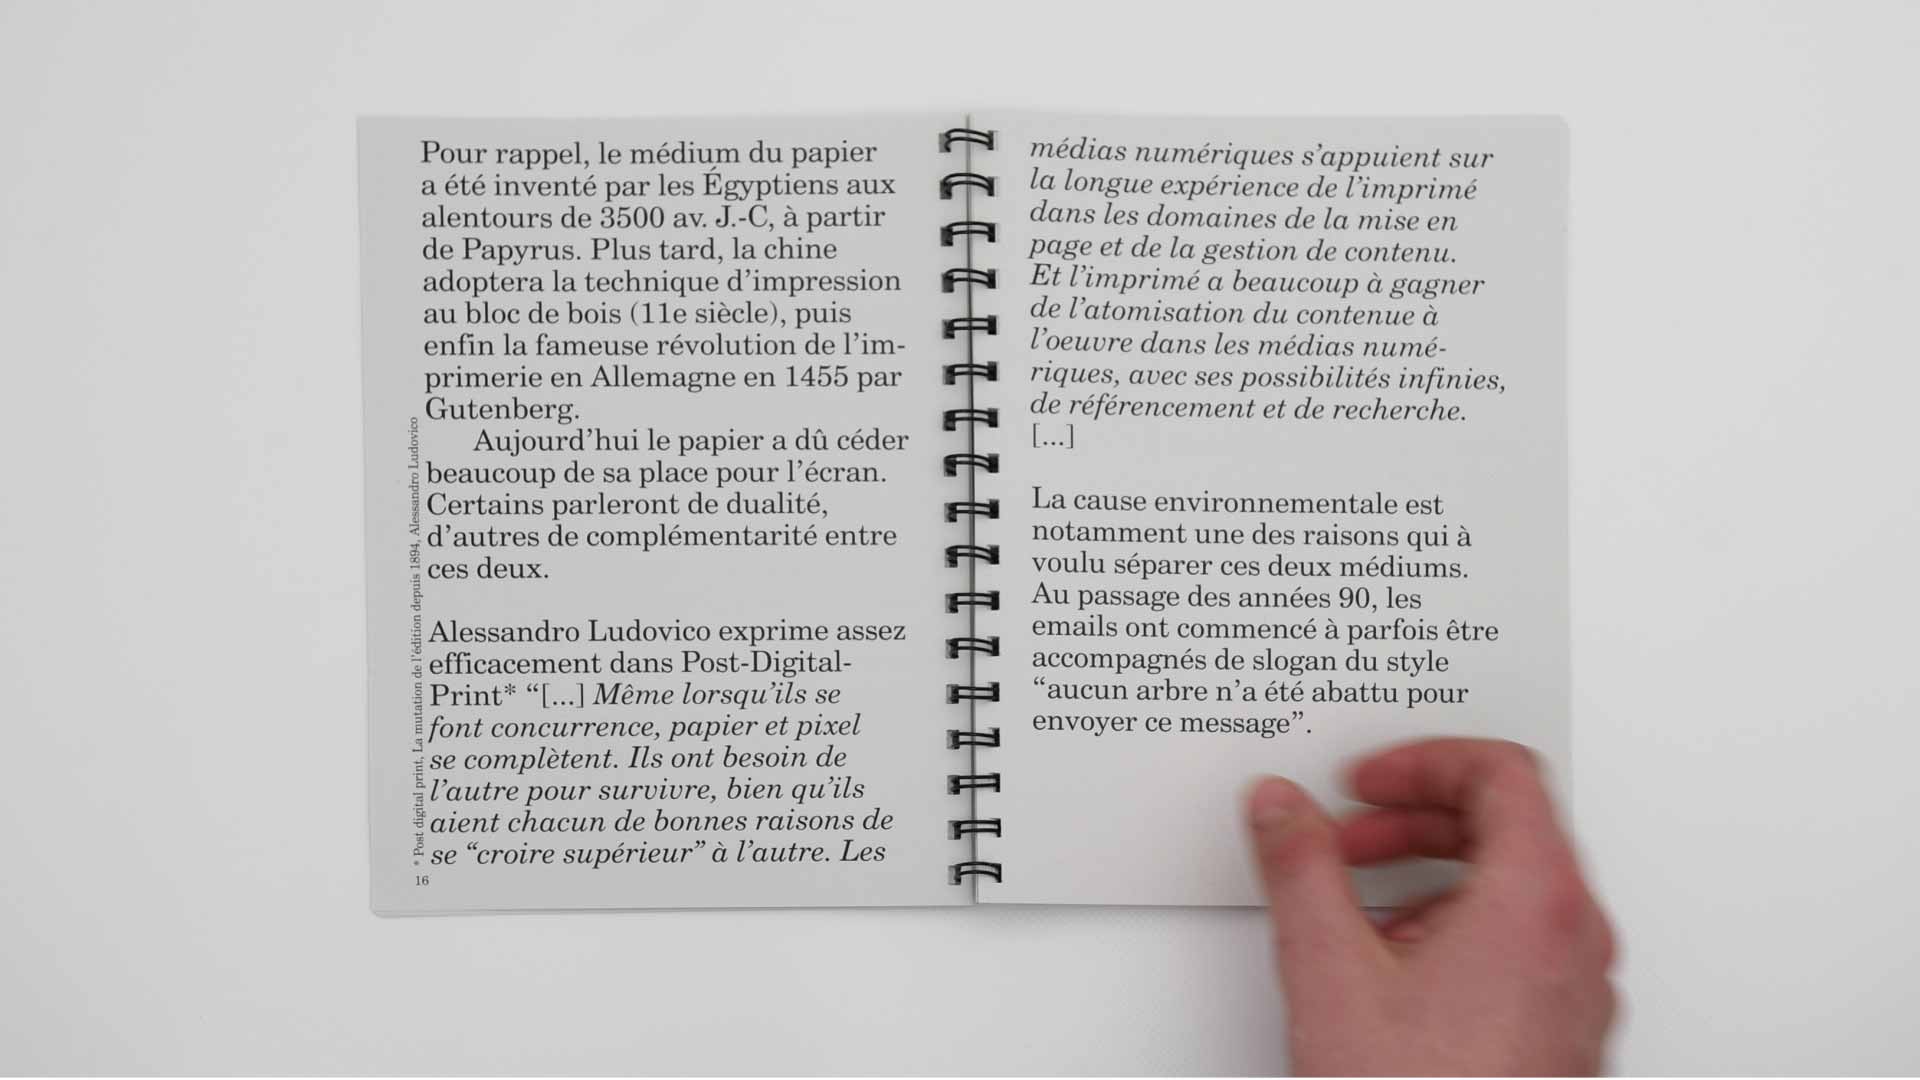 Pour rappel, le médium du papier
a été inventé par les Égyptiens aux
alentours de 3500 av. J.-C, à partir
de Papyrus. Plus tard, la chine
adoptera la technique d’impression
au bloc de bois (11e siècle), puis
enfin la fameuse révolution de l’im-
primerie en Allemagne en 1455 par
Gutenberg.
Aujourd’hui le papier a dû céder
beaucoup de sa place pour l’écran.
Certains parleront de dualité,
d’autres de complémentarité entre
ces deux.
Alessandro Ludovico exprime assez
efficacement dans Post-Digital-
Print* “[...] Même lorsqu’ils se
font concurrence, papier et pixel
se complètent. Ils ont besoin de
l’autre pour survivre, bien qu’ils
aient chacun de bonnes raisons de
se “croire supérieur” à l’autre. Les
* Post digital print, La mutation de l’édition depuis 1894, Alessandro Ludovico
16
médias numériques s’appuient sur
la longue expérience de l’imprimé
dans les domaines de la mise en
page et de la gestion de contenu.
Et l’imprimé a beaucoup à gagner
de l’atomisation du contenue à
l’oeuvre dans les médias numé-
riques, avec ses possibilités infinies,
de référencement et de recherche.
[...]
La cause environnementale est
notamment une des raisons qui à
voulu séparer ces deux médiums.
Au passage des années 90, les
emails ont commencé à parfois être
accompagnés de slogan du style
“aucun arbre n’a été abattu pour
envoyer ce message”.